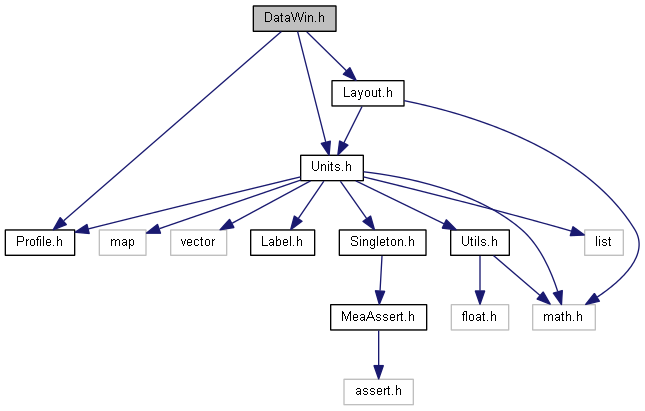 DataWin.h
Layout.h
Units.h
Profile.h
map
vector
Label.h
Singleton.h
Utils.h
list
MeaAssert.h
float.h
math.h
assert.h